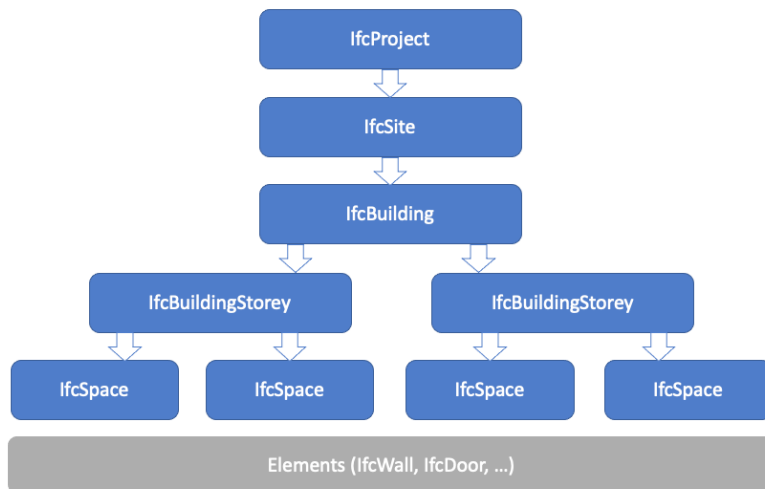 IfcProject
IfcSite
IfcBuilding
IfcBuildingStorey IfcBuildingStorey
IfcSpace IfcSpace IfcSpace IfcSpace
Elements (IfcWall, IfcDoor, ...)